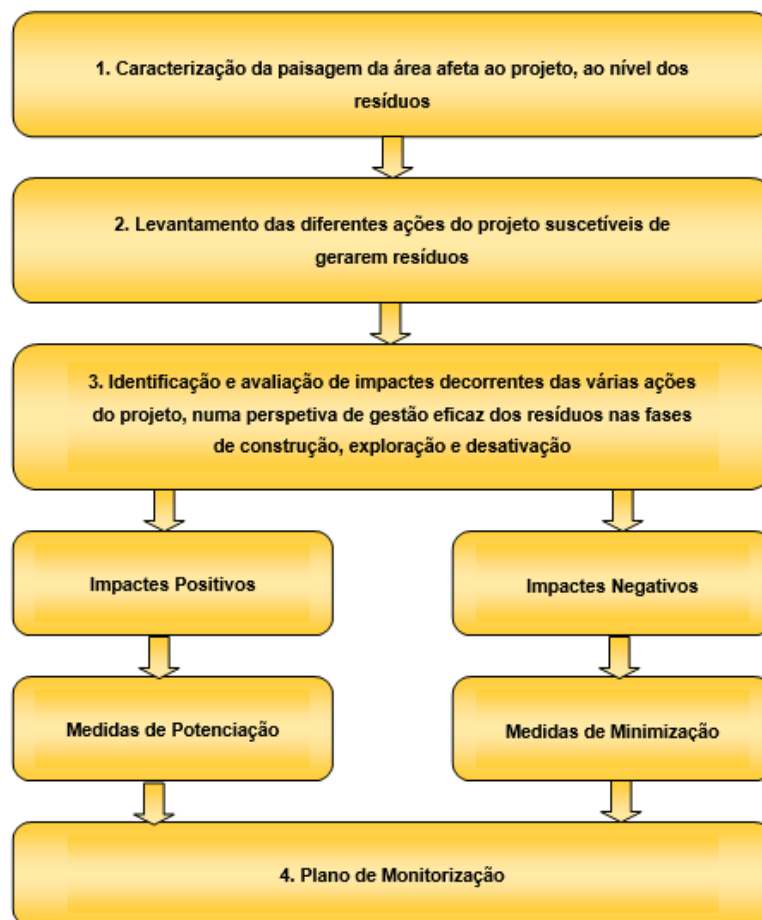 1. Caracterização da paisagem da área afeta ao projeto, ao nível dos
resíduos
2. Levantamento das diferentes ações do projeto suscetíveis de
gerarem resíduos
3. Identificação e avaliação de impactes decorrentes das várias ações
do projeto, numa perspetiva de gestão eficaz dos resíduos nas fases
de construção, exploração e desativação
Impactes Positivos
Impactes Negativos
Medidas de Potenciação
Medidas de Minimização
4. Plano de Monitorização